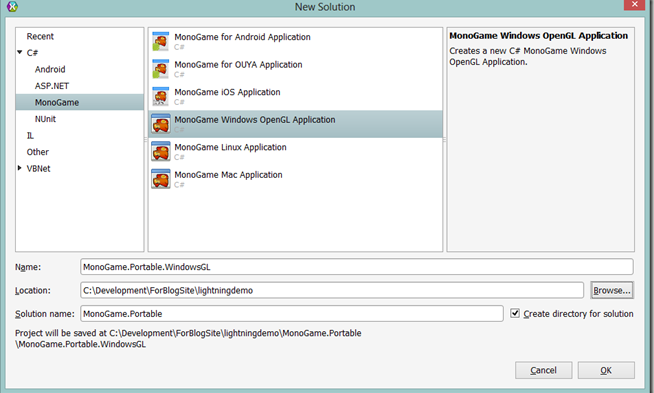 New Solution
Recent
C#
Android
ASP.NET
MonoGame
NUnit
IL
Other
VBNet
MonoGame for Android Application
C#
MonoGame for OUYA Application
C#
MonoGame iOS Application
C#
MonoGame Windows OpenGL Application
C#
MonoGame Linux Application
C#
MonoGame Mac Application
C#
MonoGame Windows OpenGL Application
Creates a new C# MonoGame Windows
OpenGL Application.
Name: MonoGame.Portable.WindowsGL
Location: C:\Development\ForBlogSite\lightningdemo Browse...
Solution name: MonoGame.Portable Create directory for solution
Project will be saved at C:\Development\ForBlogSite\lightningdemo\MonoGame.Portable
\MonoGame.Portable.WindowsGL
Cancel OK